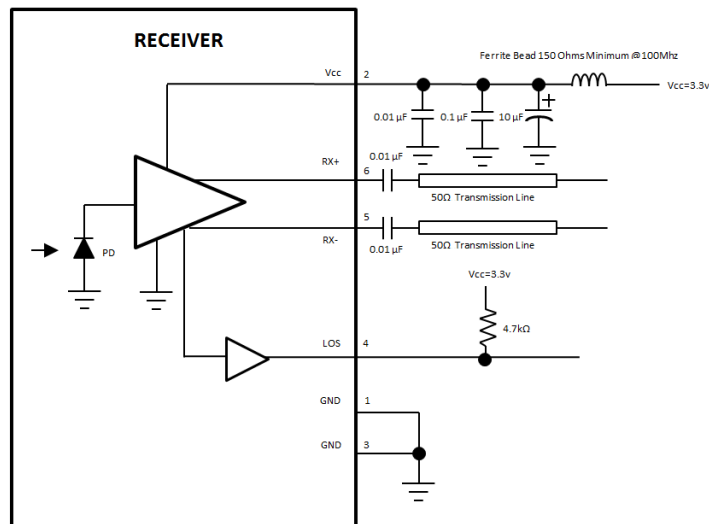 RECEIVER
Ferrite Bead 150 Ohms Minimum @100Mhz
Vcc
2
Vcc=3.3v
+
0.01 µF
0.1 µF
10 µF
RX+
0.01 µF
6
50Ω Transmission Line
5
RX-
0.01 µF
50Ω Transmission Line
PD
Vcc=3.3v
4.7kΩ
LOS
4
GND
1
GND
3